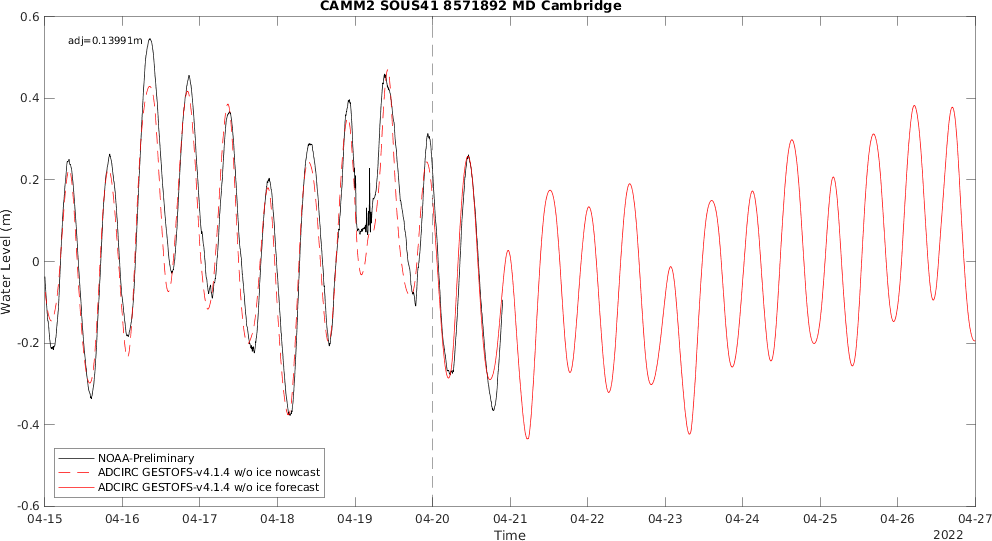 CAMM2 SOUS41 8571892 MD Cambridge
adj=0.13991m
0.6
0.4
0.2
0
-0.2
-0.4
-0.6
Water Level (m)
NOAA-Preliminary
ADCIRC GESTOFS-v4.1.4 w/o ice nowcast
ADCIRC GESTOFS-v4.1.4 w/o ice forecast
04-15 04-16 04-17 04-18 04-19 04-20 04-21 04-22 04-23 04-24 04-25 04-26 04-27
Time
2022